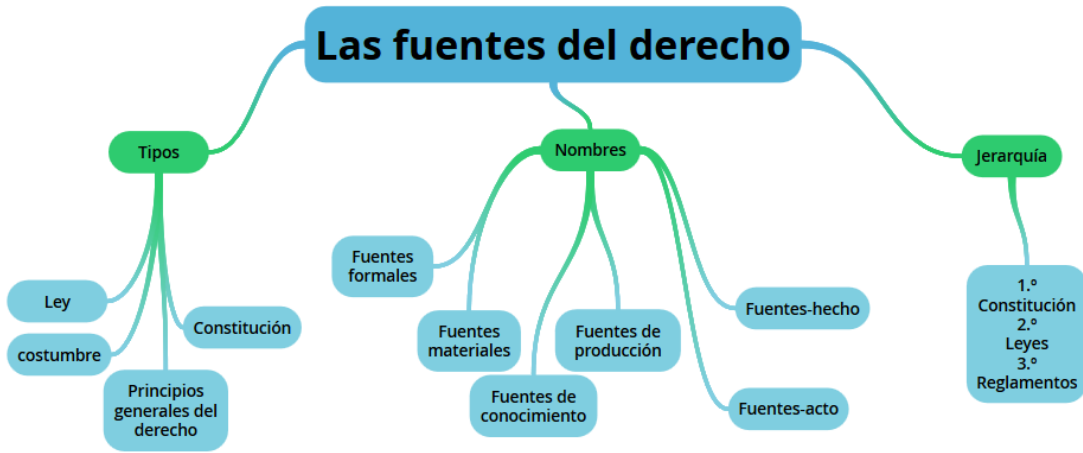 Las fuentes del derecho
Tipos
Ley
costumbre
Principios
generales del
derecho
Constitución
Nombres
Fuentes
formales
Fuentes
materiales
Fuentes de
conocimiento
Fuentes de
producción
Fuentes-hecho
Fuentes-acto
Jerarquía
1.º
Constitución
2.º
Leyes
3.º
Reglamentos